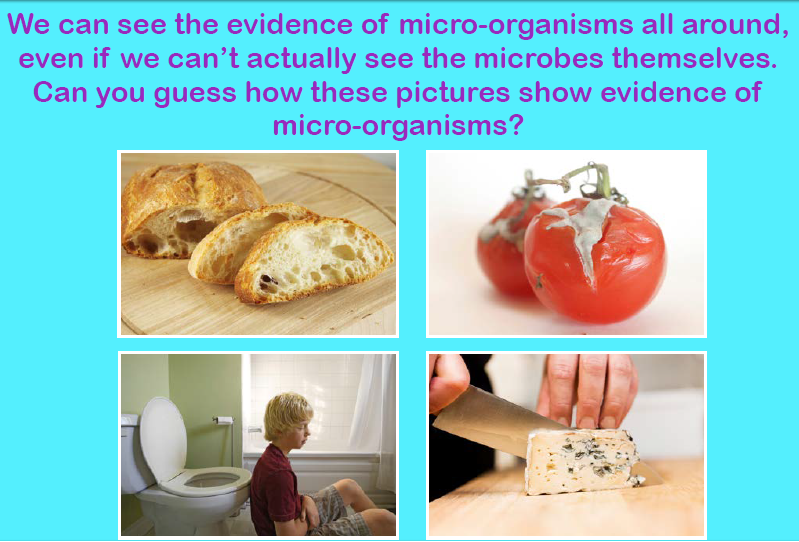 We can see the evidence of micro-organisms all around,
even if we can’t actually see the microbes themselves.
Can you guess how these pictures show evidence of
micro-organisms?